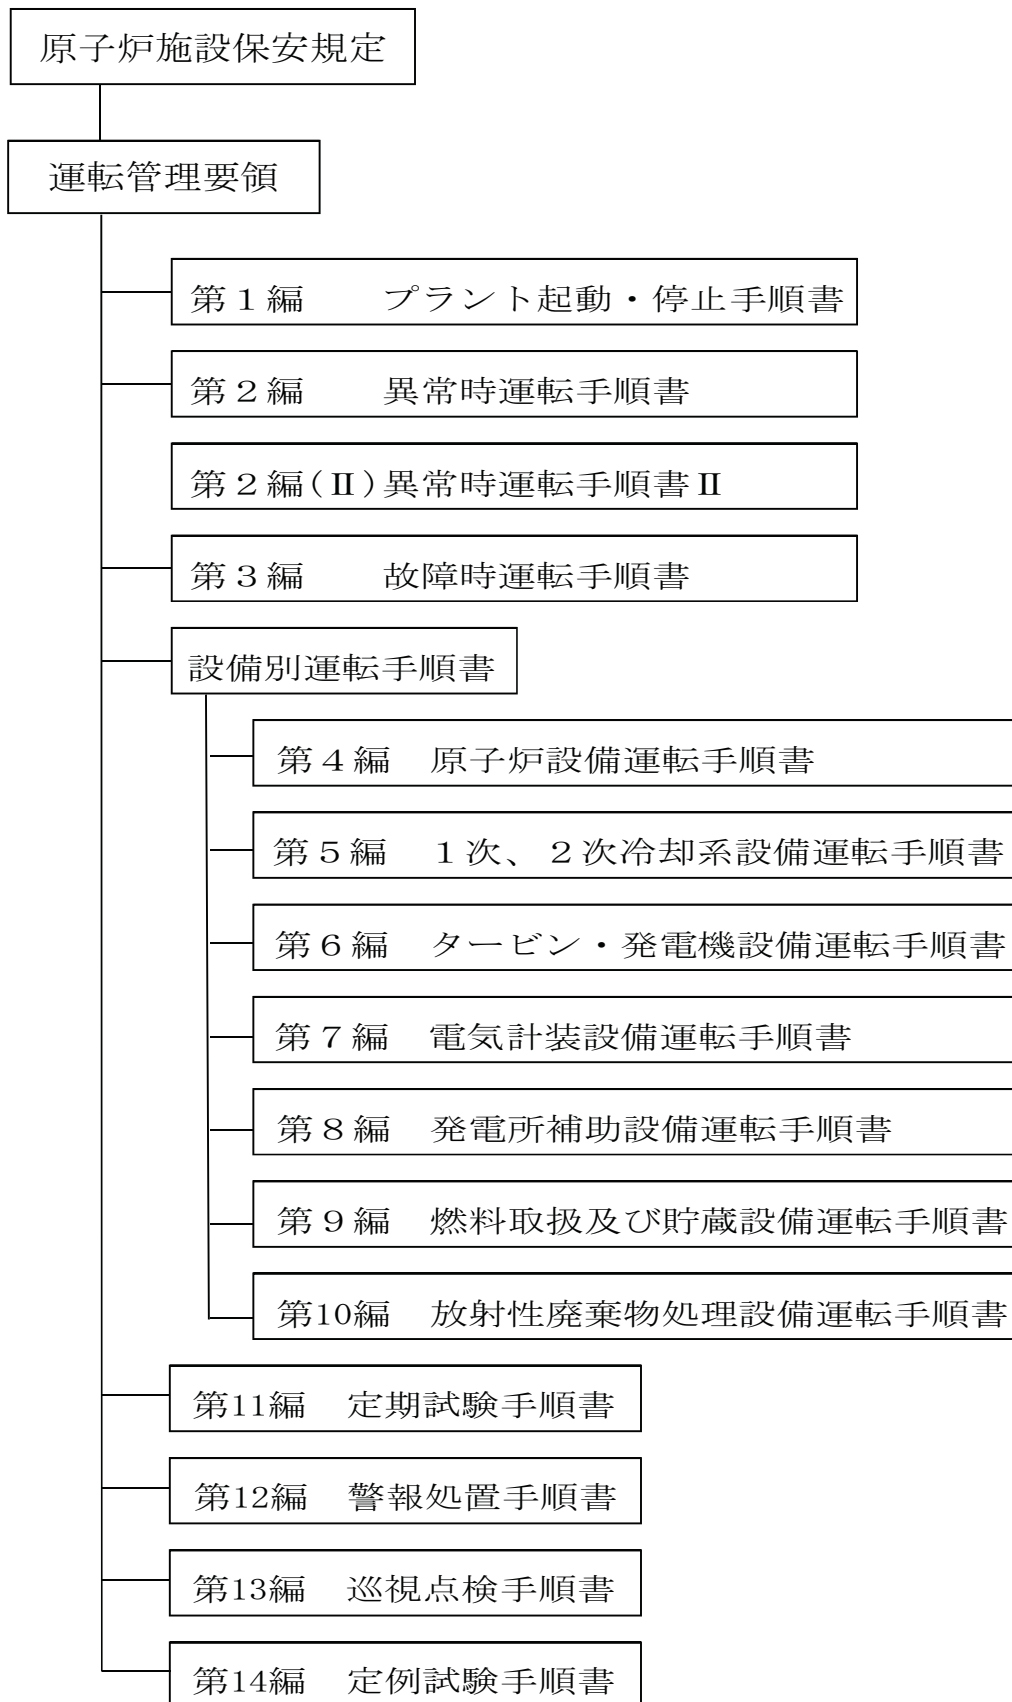 原子炉施設保安規定
運転管理要領
第１編　　プラント起動・停止手順書
第２編　　異常時運転手順書
第２編(Ⅱ)異常時運転手順書Ⅱ
第３編　　故障時運転手順書
設備別運転手順書
第４編　原子炉設備運転手順書
第５編　１次、２次冷却系設備運転手順書
第６編　タービン・発電機設備運転手順書
第７編　電気計装設備運転手順書
第８編　発電所補助設備運転手順書
第９編　燃料取扱及び貯蔵設備運転手順書
第10編　放射性廃棄物処理設備運転手順書
第11編　定期試験手順書
第12編　警報処置手順書
第13編　巡視点検手順書
第14編　定例試験手順書